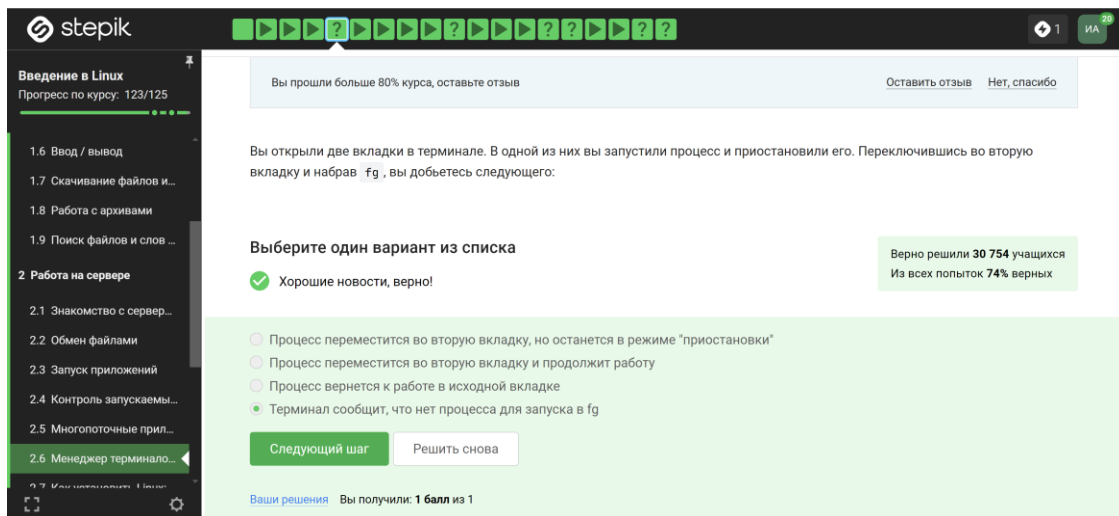 stepik
? ? ? ? ? ?
1
ИА
20
Введение в Linux
Прогресс по курсу: 123/125
1.6 Ввод / вывод
1.7 Скачивание файлов и...
1.8 Работа с архивами
1.9 Поиск файлов и слов ...
2 Работа на сервере
2.1 Знакомство с сервер...
2.2 Обмен файлами
2.3 Запуск приложений
2.4 Контроль запускаемы...
2.5 Многопоточные прил...
2.6 Менеджер терминало...
2.7 Как установить Linux:
Вы прошли больше 80% курса, оставьте отзыв
Оставить отзыв Нет, спасибо
Вы открыли две вкладки в терминале. В одной из них вы запустили процесс и приостановили его. Переключившись во вторую
вкладку и набрав fg , вы добьетесь следующего:
Выберите один вариант из списка
Хорошие новости, верно!
Верно решили 30 754 учащихся
Из всех попыток 74% верных
Процесс переместится во вторую вкладку, но останется в режиме "приостановки"
Процесс переместится во вторую вкладку и продолжит работу
Процесс вернется к работе в исходной вкладке
Терминал сообщит, что нет процесса для запуска в fg
Следующий шаг
Решить снова
Ваши решения Вы получили: 1 балл из 1